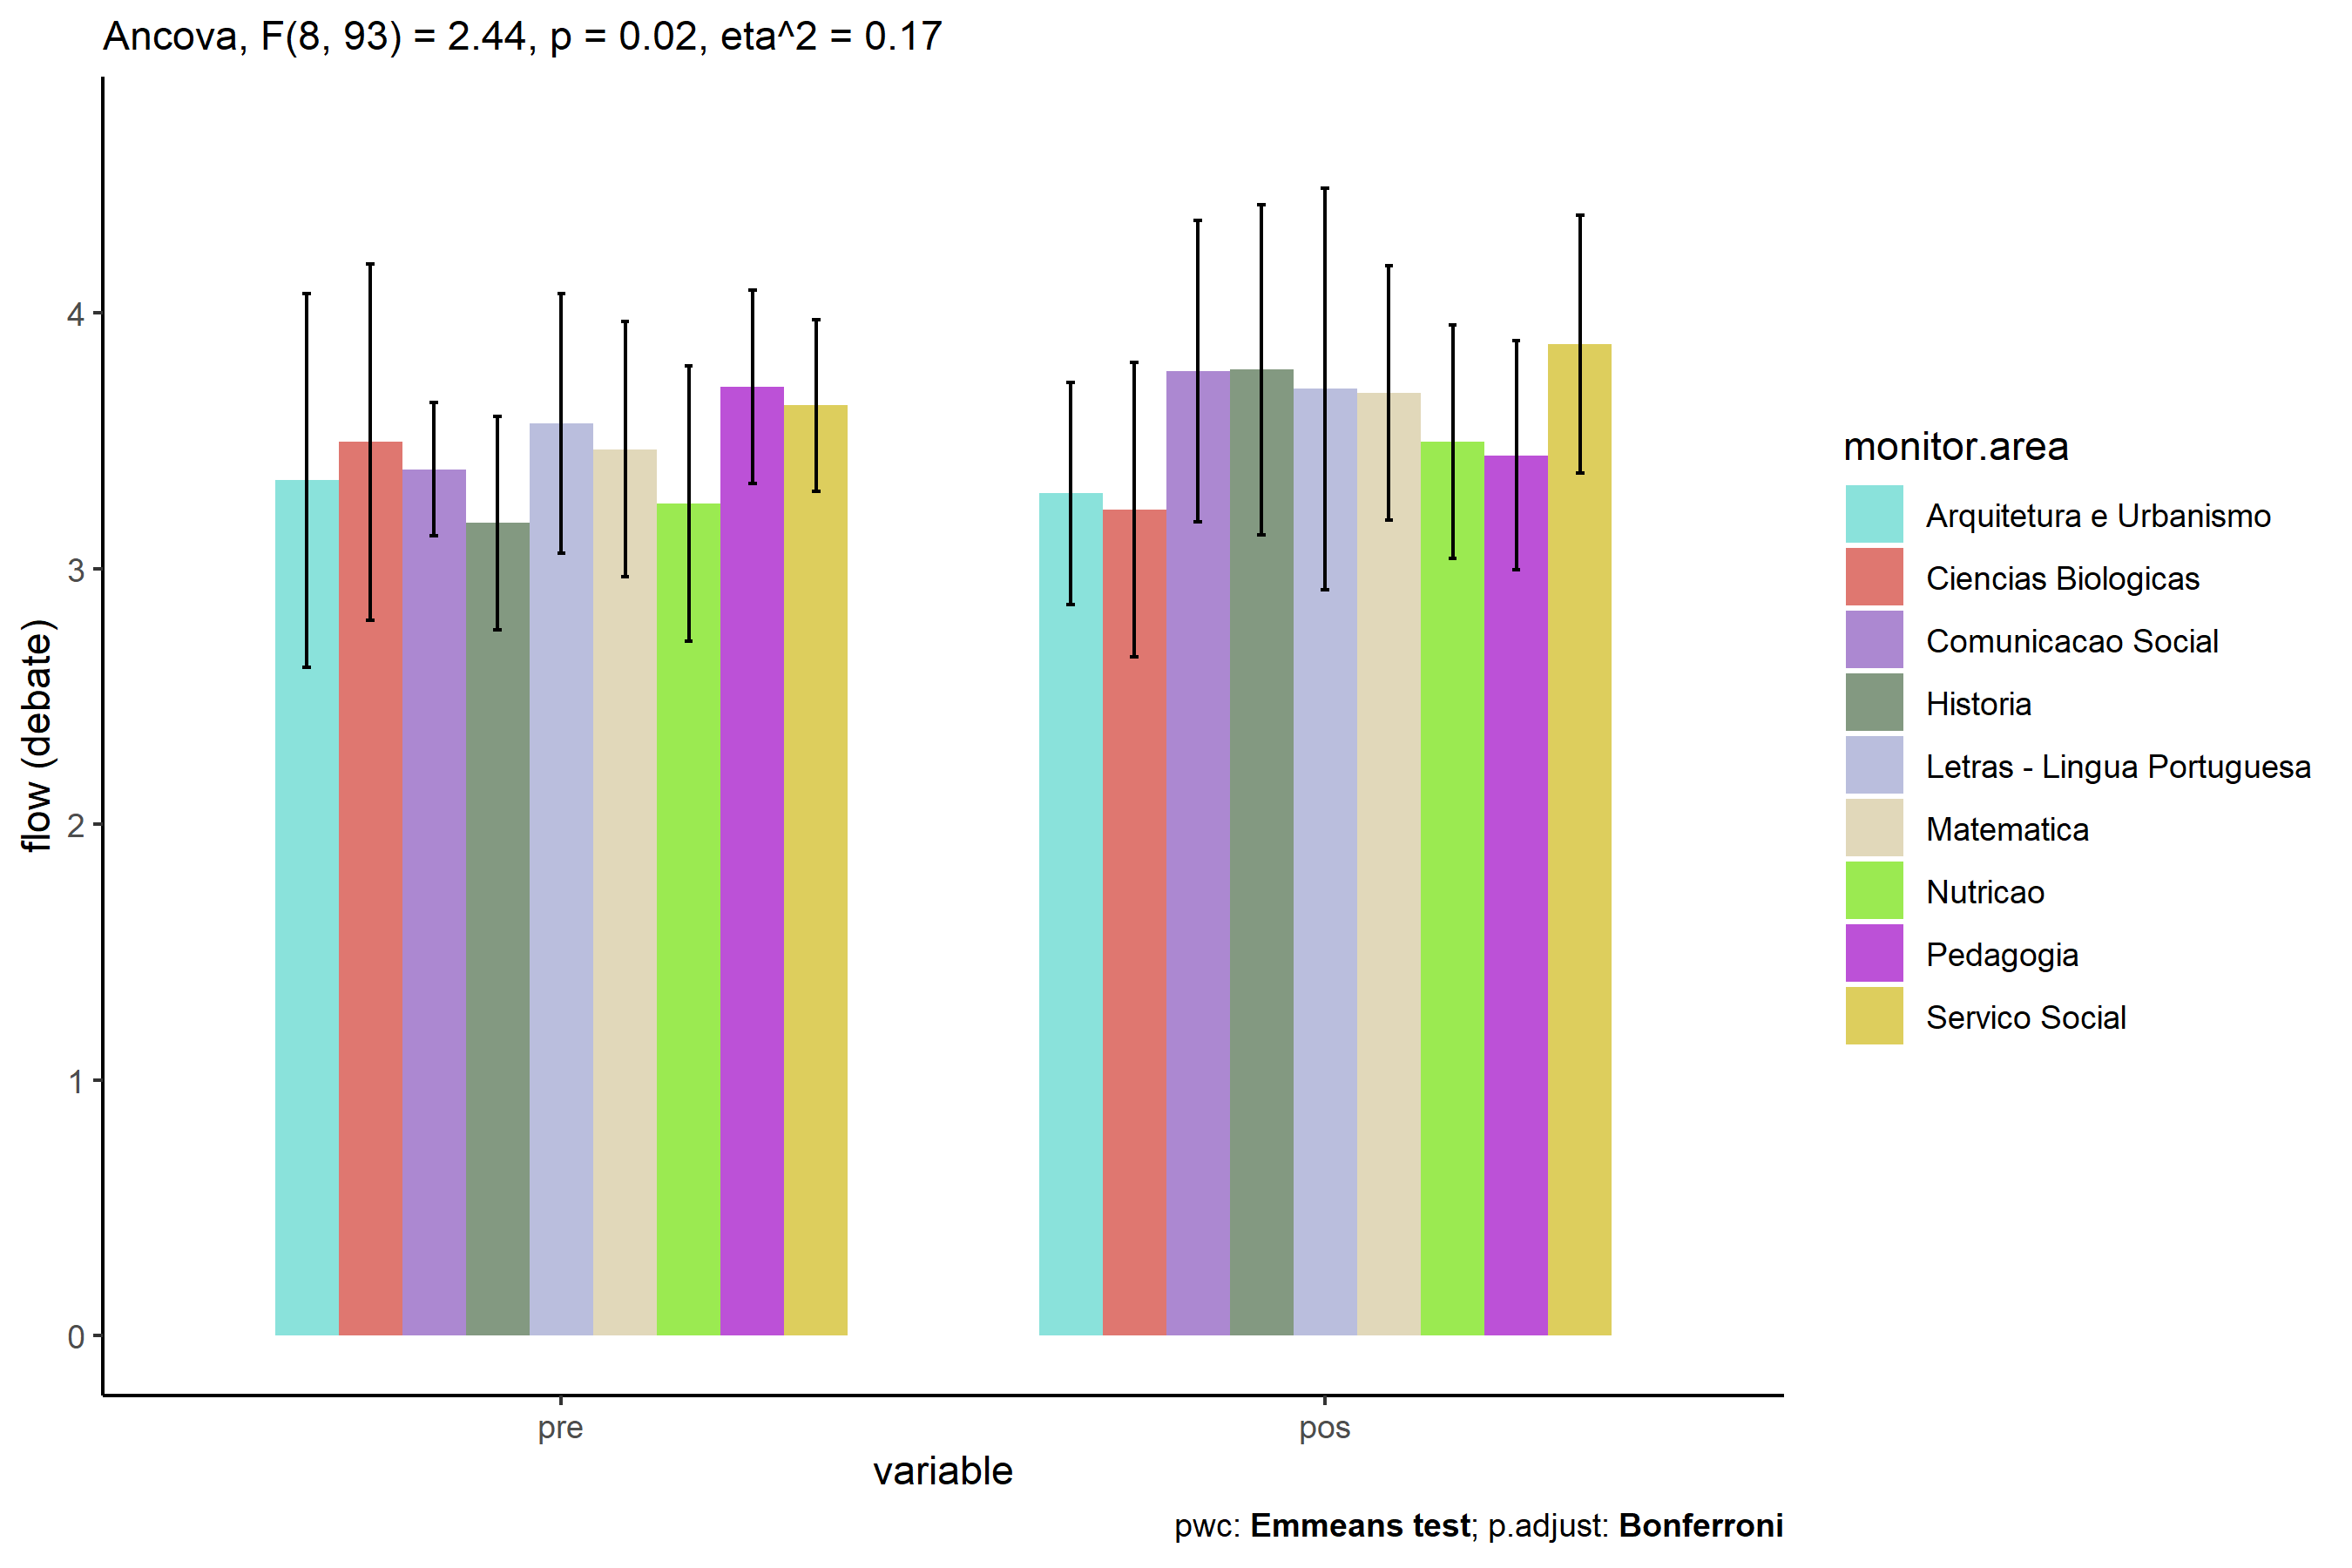 Ancova, F(8, 93) = 2.44, p = 0.02, eta^2 = 0.17
flow (debate)
4
3
2
1
0
pre
pos
variable
monitor.area
Arquitetura e Urbanismo
Ciencias Biologicas
Comunicacao Social
Historia
Letras - Lingua Portuguesa
Matematica
Nutricao
Pedagogia
Servico Social
pwc: Emmeans test; p.adjust: Bonferroni